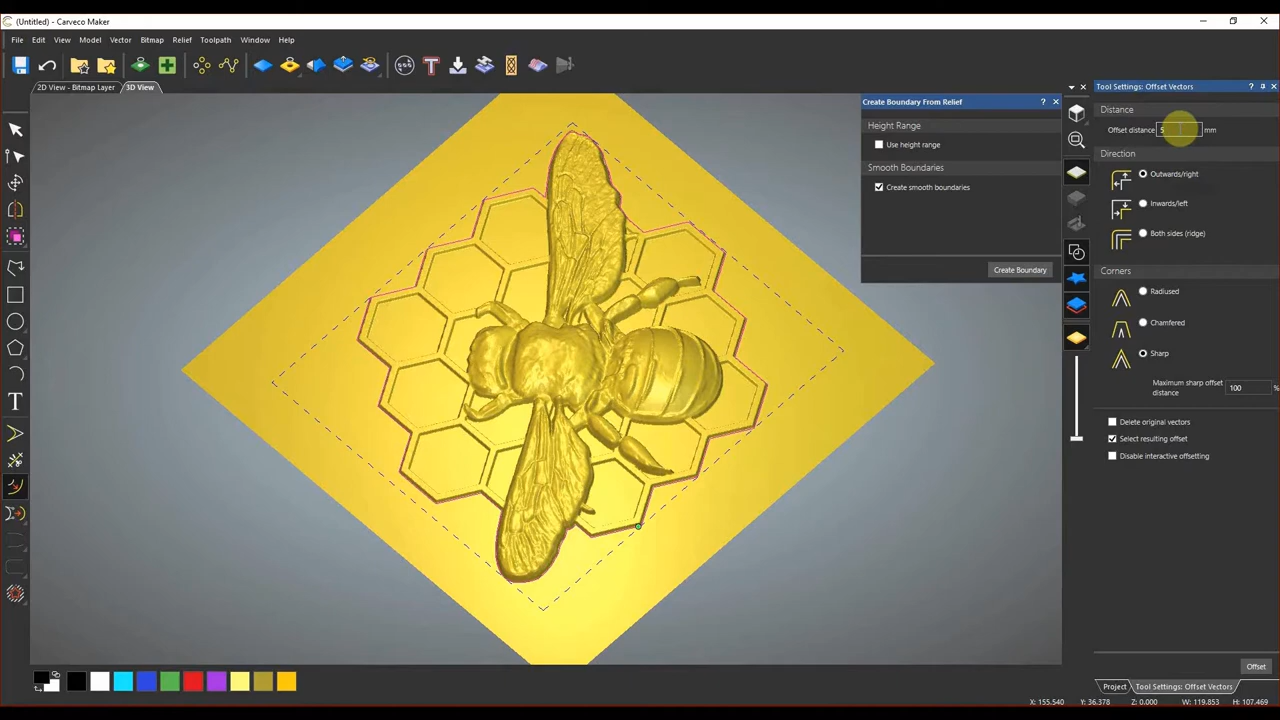 (Untitled) - Carveco Maker
File Edit View Model Vector Bitmap Relief Toolpath Window Help
2D View - Bitmap Layer 3D View
Tool Settings: Offset Vectors
Create Boundary From Relief
Height Range
Use height range
Smooth Boundaries
Create smooth boundaries
Create Boundary
Distance
Offset distance 5 mm
Direction
Outwards/right
Inwards/left
Both sides (ridge)
Corners
Radiused
Chamfered
Sharp
Maximum sharp offset
distance 100 %
Delete original vectors
Select resulting offset
Disable interactive offsetting
Offset
Project Tool Settings: Offset Vectors
X: 155.540 Y: 36.378 Z: 0.000 W: 119.853 H: 107.469